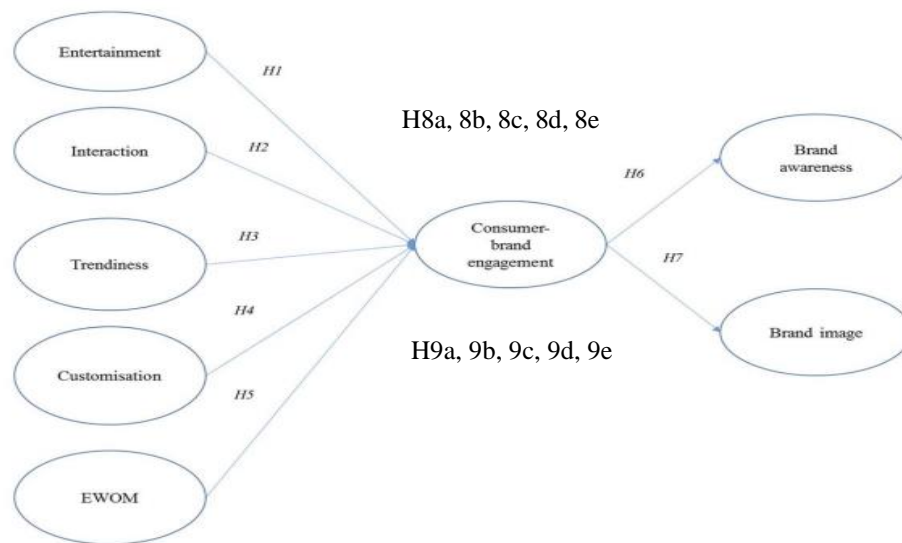 Entertainment
H1
H8a, 8b, 8c, 8d, 8e
Interaction
H2
Brand
awareness
H6
Trendiness
H3
Consumer-
brand
engagement
H7
H4
Brand image
H9a, 9b, 9c, 9d, 9e
Customisation
H5
EWOM